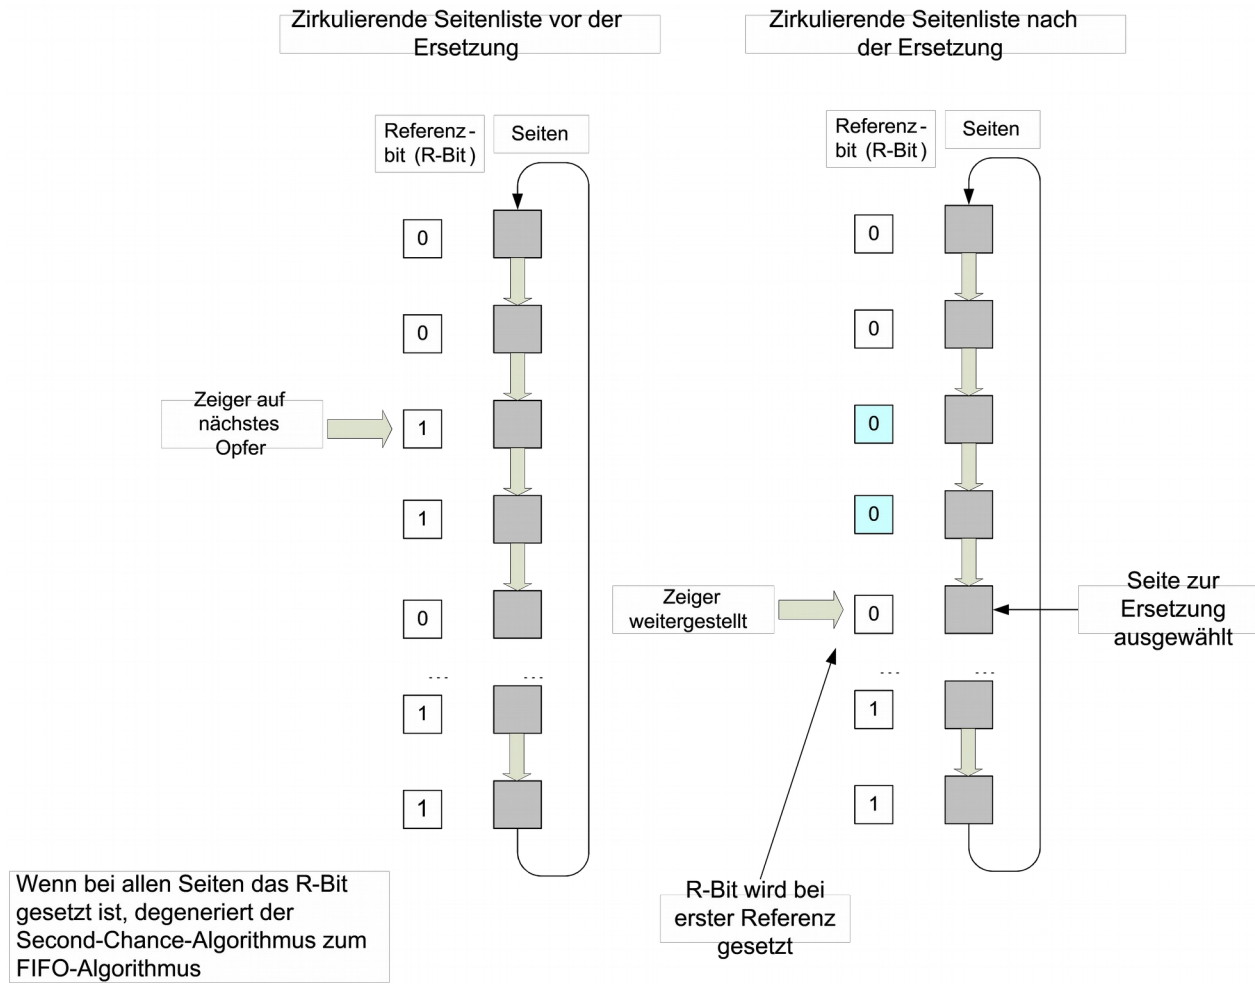 Zirkulierende Seitenliste vor der
Ersetzung
Zirkulierende Seitenliste nach
der Ersetzung
Referenz-
bit (R-Bit)
Seiten
Referenz-
bit (R-Bit)
Seiten
0
0
0
0
Zeiger auf
nächstes
Opfer
1
0
1
0
0
Zeiger
weitergestellt
0
Seite zur
Ersetzung
ausgewählt
... ...
... ...
1
1
1
1
Wenn bei allen Seiten das R-Bit
gesetzt ist, degeneriert der
Second-Chance-Algorithmus zum
FIFO-Algorithmus
R-Bit wird bei
erster Referenz
gesetzt